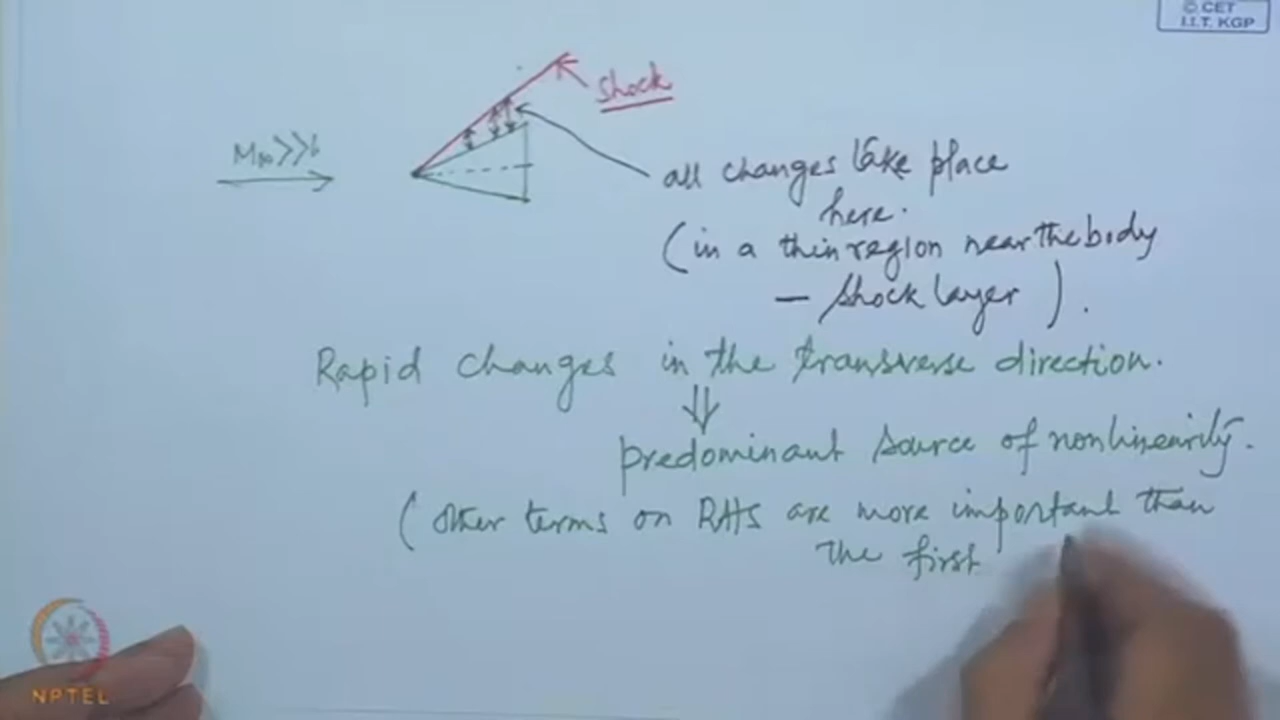 © CET
I.I.T. KGP
Shock
M∞>>1
all changes take place
here.
(in a thin region near the body
— shock layer ).
Rapid changes in the transverse direction.
⇓
predominant source of nonlinearity.
( Other terms on RHS are more important than
the first
NPTEL